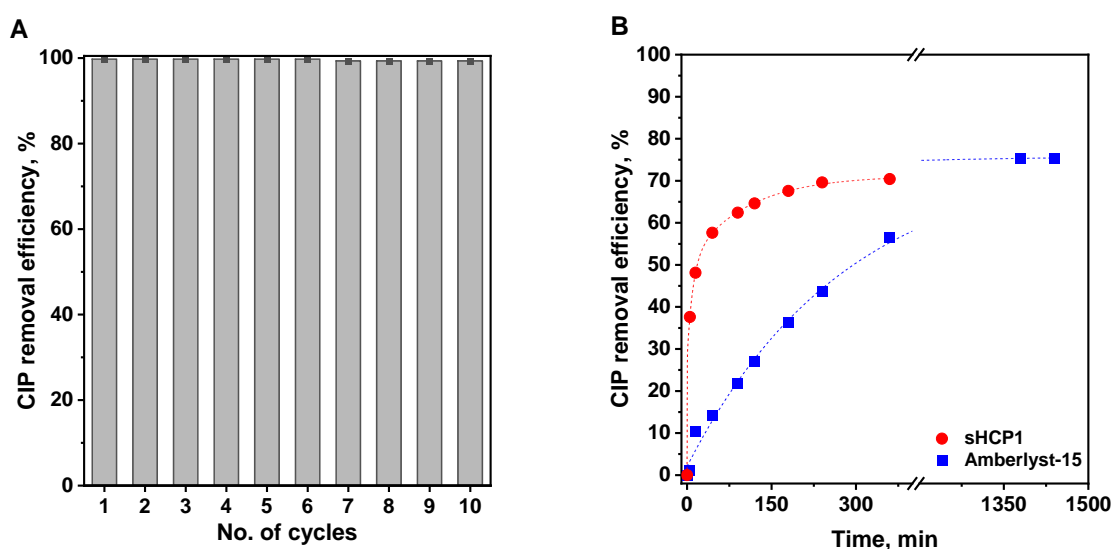 A
CIP removal efficiency, %
100
80
60
40
20
0
1 2 3 4 5 6 7 8 9 10
No. of cycles
B
CIP removal efficiency, %
100
90
80
70
60
50
40
30
20
10
0
sHCP1
Amberlyst-15
0 150 300 1350 1500
Time, min